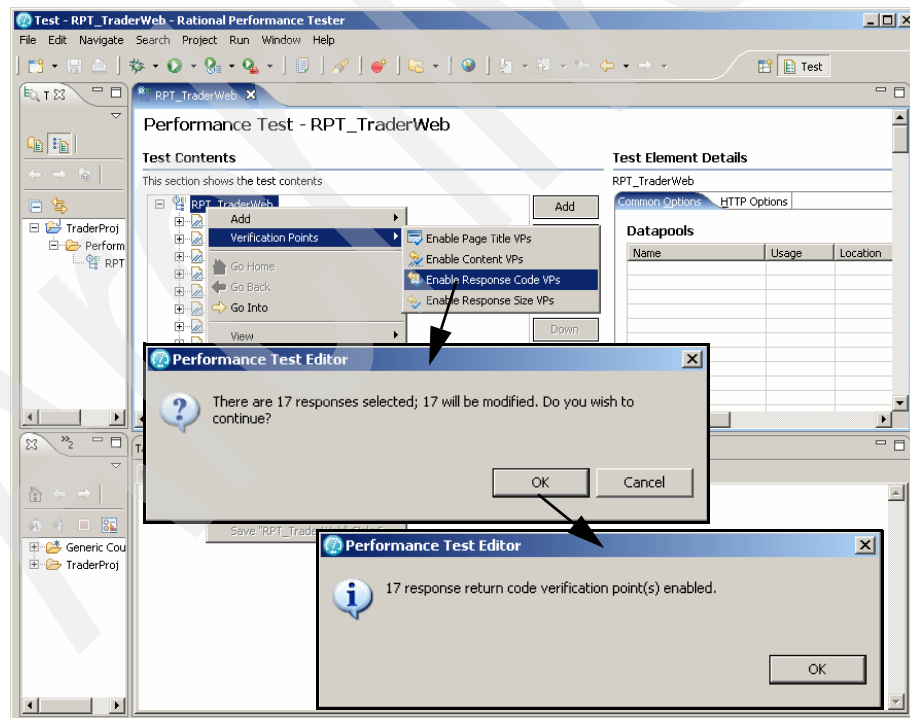 Test - RPT_TraderWeb - Rational Performance Tester
File Edit Navigate Search Project Run Window Help
Test
T
RPT_TraderWeb
Performance Test - RPT_TraderWeb
Test Contents
This section shows the test contents
RPT_TraderWeb
Add
Add
Verification Points
Go Home
Go Back
Go Into
View
Enable Page Title VPs
Enable Content VPs
Enable Response Code VPs
Enable Response Size VPs
Down
Test Element Details
RPT_TraderWeb
Common Options HTTP Options
Datapools
Name Usage Location
TraderProj
Perform
RPT
Performance Test Editor
There are 17 responses selected; 17 will be modified. Do you wish to
continue?
OK Cancel
2
Generic Cou
TraderProj
Save "RPT_Trade
Performance Test Editor
17 response return code verification point(s) enabled.
OK